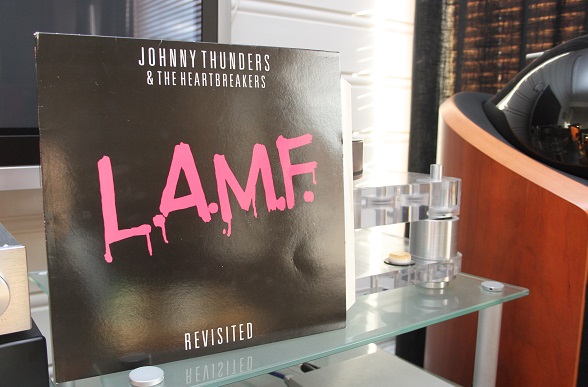 JOHNNY THUNDERS
& THE HEARTBREAKERS
L.A.M.F.
REVISITED